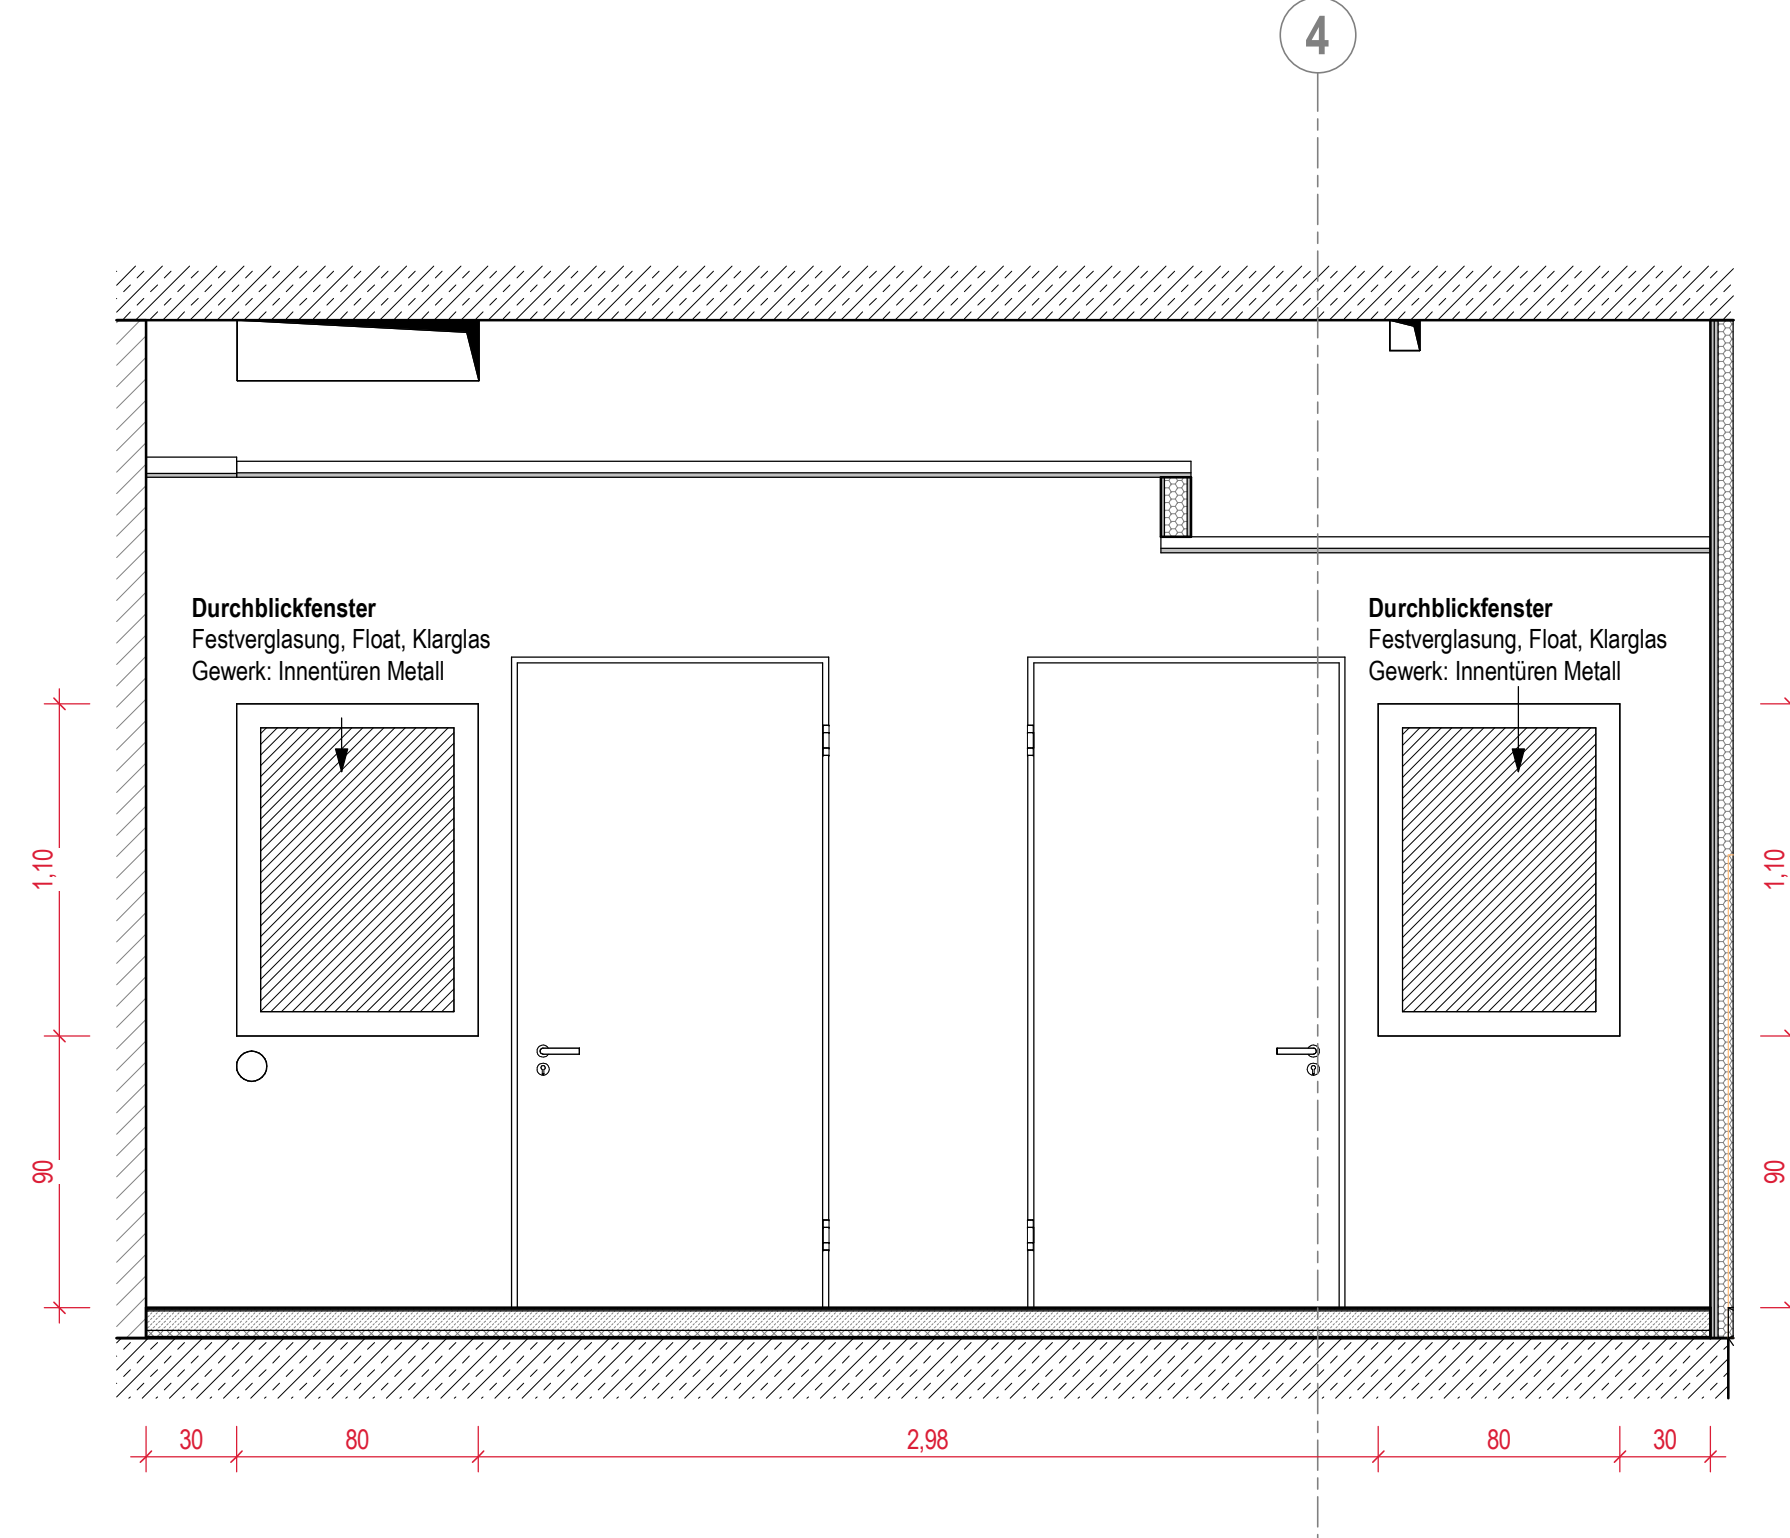 4
Durchblickfenster
Festverglasung, Float, Klarglas
Gewerk: Innentüren Metall
Durchblickfenster
Festverglasung, Float, Klarglas
Gewerk: Innentüren Metall
1,10
1,10
90
90
30
80
2,98
80
30